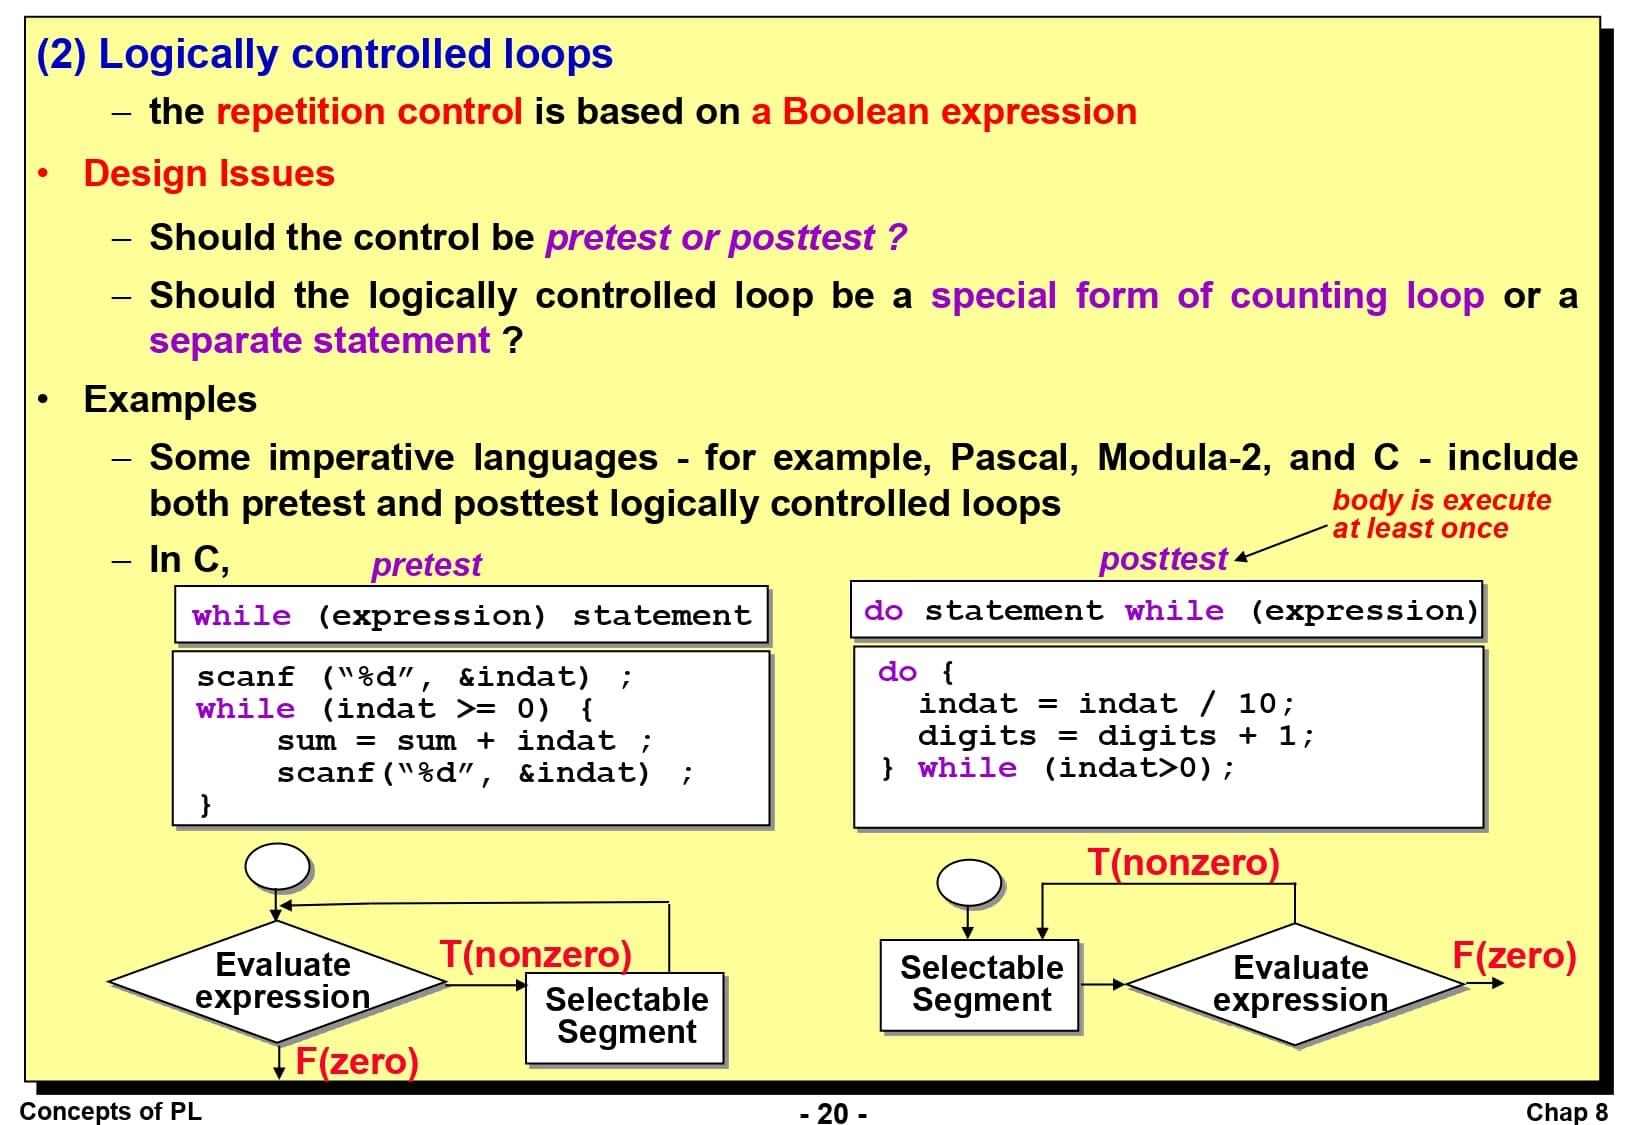 (2) Logically controlled loops
– the repetition control is based on a Boolean expression
• Design Issues
– Should the control be pretest or posttest ?
– Should the logically controlled loop be a special form of counting loop or a
separate statement ?
• Examples
– Some imperative languages - for example, Pascal, Modula-2, and C - include
both pretest and posttest logically controlled loops
body is execute
at least once
– In C,
pretest
while (expression) statement
scanf (“%d”, &indat) ;
while (indat >= 0) {
sum = sum + indat ;
scanf(“%d”, &indat) ;
}
posttest
do statement while (expression)
do {
indat = indat / 10;
digits = digits + 1;
} while (indat>0);
Evaluate
expression
T(nonzero)
Selectable
Segment
F(zero)
T(nonzero)
Selectable
Segment
Evaluate
expression
F(zero)
Concepts of PL
- 20 -
Chap 8